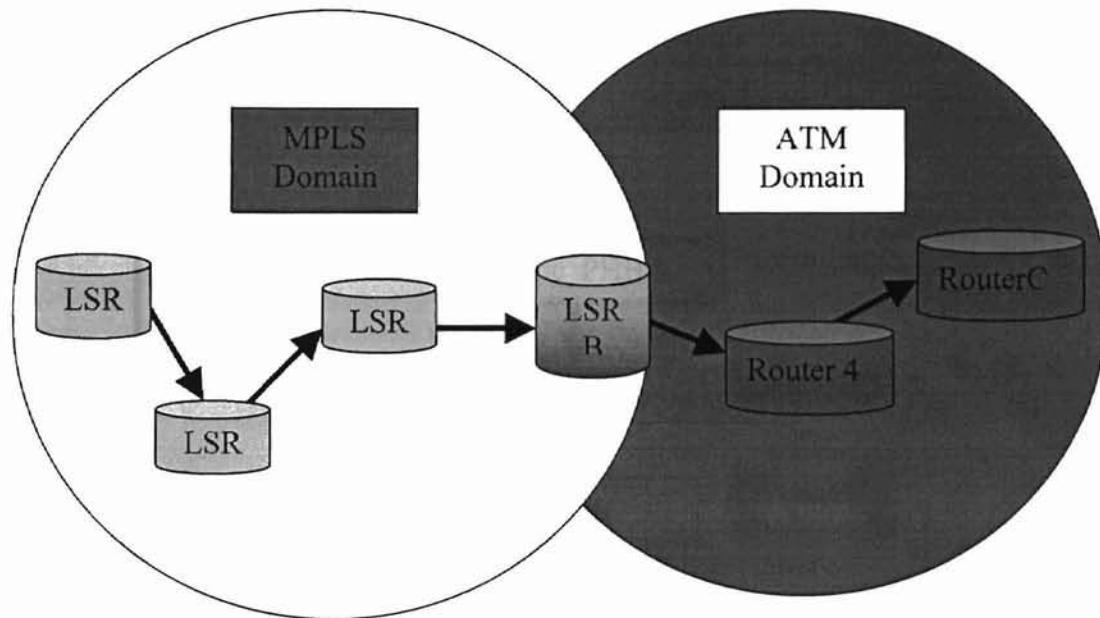 MPLS
Domain
ATM
Domain
LSR
LSR
LSR
LSR
B
Router 4
RouterC